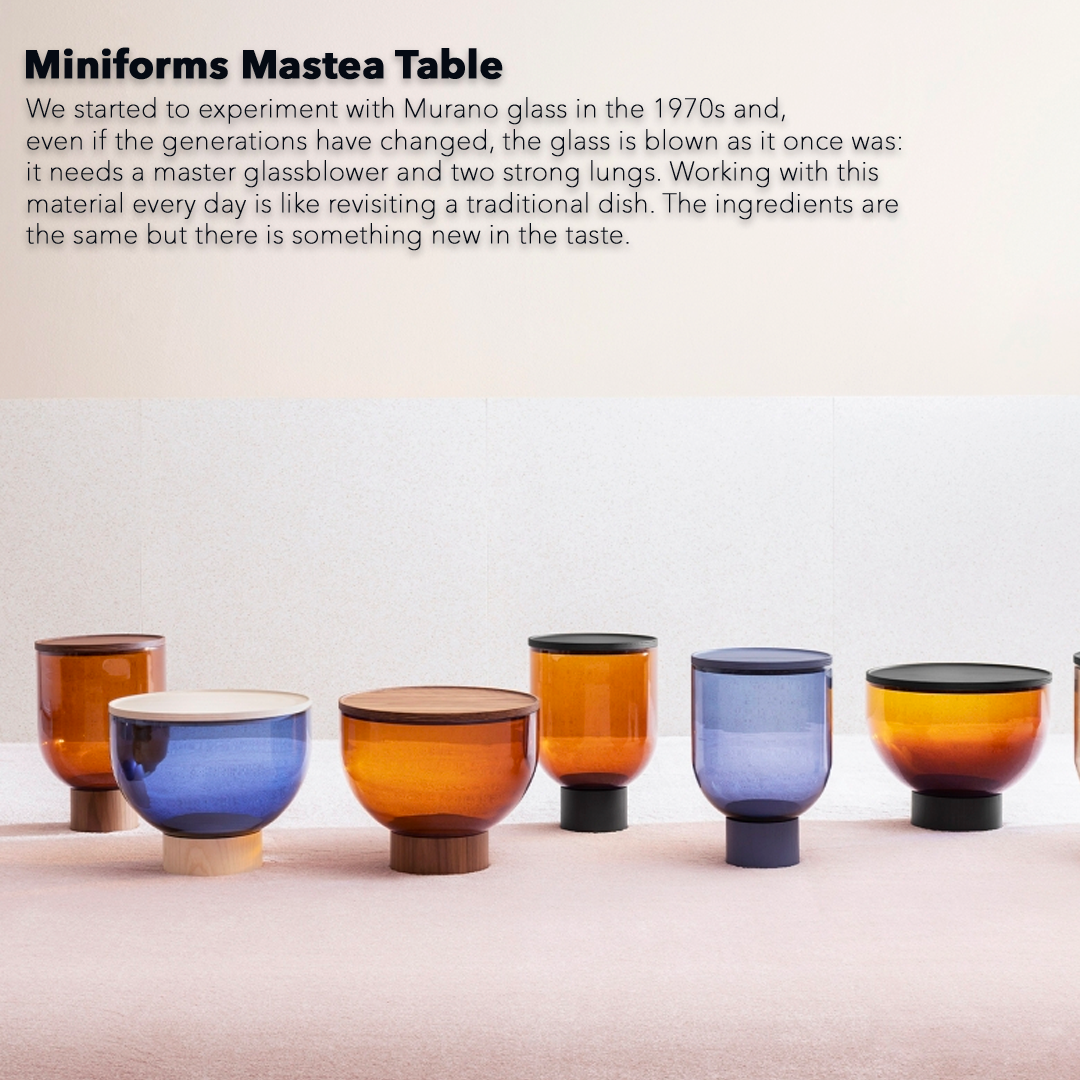 Miniforms Mastea Table
We started to experiment with Murano glass in the 1970s and,
even if the generations have changed, the glass is blown as it once was:
it needs a master glassblower and two strong lungs. Working with this
material every day is like revisiting a traditional dish. The ingredients are
the same but there is something new in the taste.